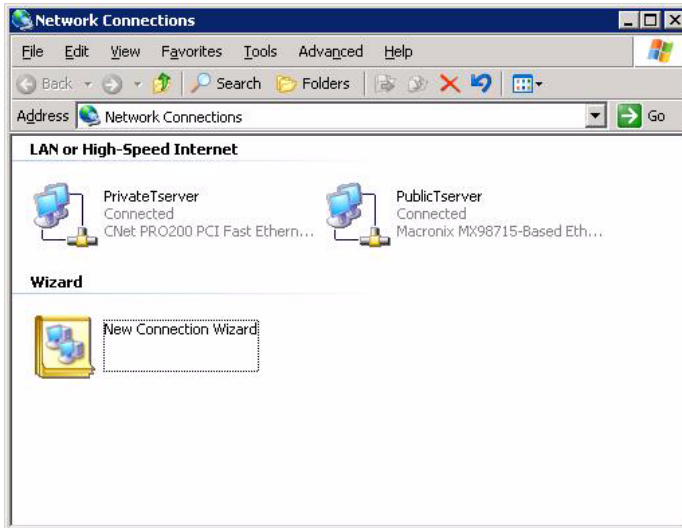 Network Connections
File Edit View Favorites Tools Advanced Help
Back Search Folders
Address Network Connections Go
LAN or High-Speed Internet
PrivateTserver PublicTserver
Connected Connected
CNet PRO200 PCI Fast Ethern... Macronix MX98715-Based Eth...
Wizard
New Connection Wizard